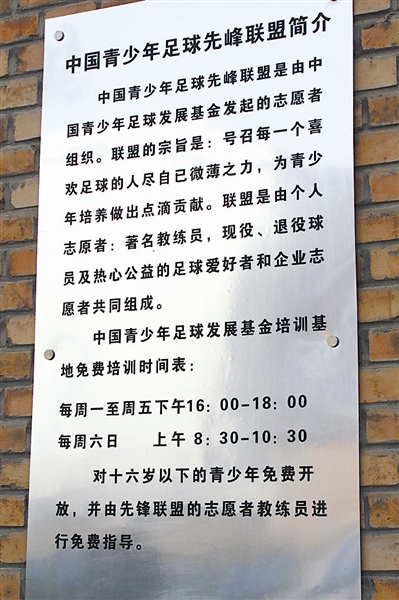 中国青少年足球先峰联盟简介
中国青少年足球先峰联盟是由中
国青少年足球发展基金发起的志愿者
组织。联盟的宗旨是：号召每一个喜
欢足球的人尽自已微薄之力，为青少
年培养做出点滴贡献。联盟是由个人
志愿者：著名教练员，现役、退役球
员及热心公益的足球爱好者和企业志
愿者共同组成。
中国青少年足球发展基金培训基
地免费培训时间表：
每周一至周五下午16：00-18：00
每周六日 上午 8：30-10：30
对十六岁以下的青少年免费开
放，并由先锋联盟的志愿者教练员进
行免费指导。